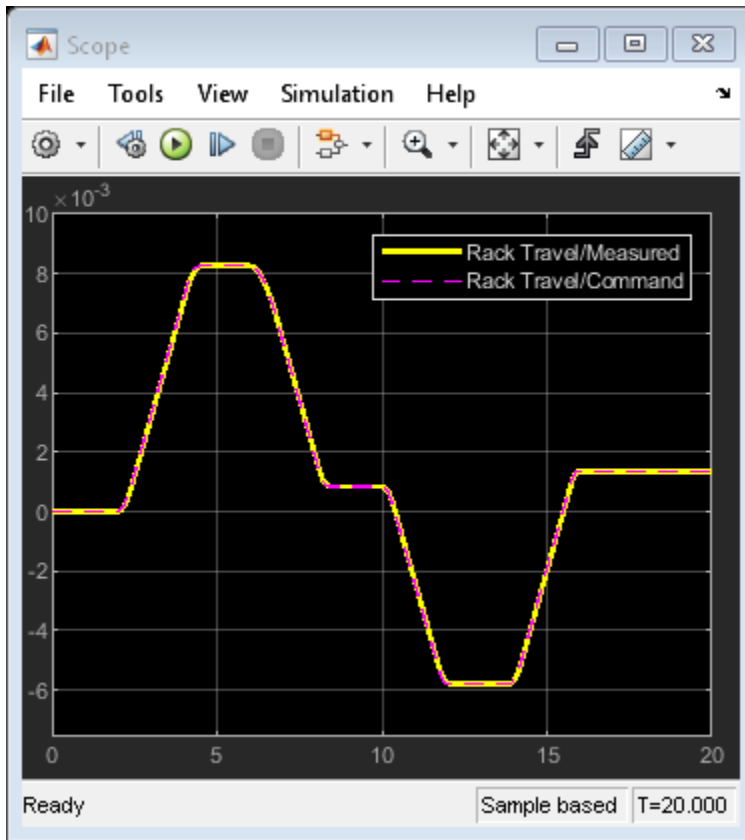 Scope
File Tools View Simulation Help
×10-3
10
8
6
4
2
0
-2
-4
-6
0 5 10 15 20
Rack Travel/Measured
Rack Travel/Command
Ready Sample based T=20.000